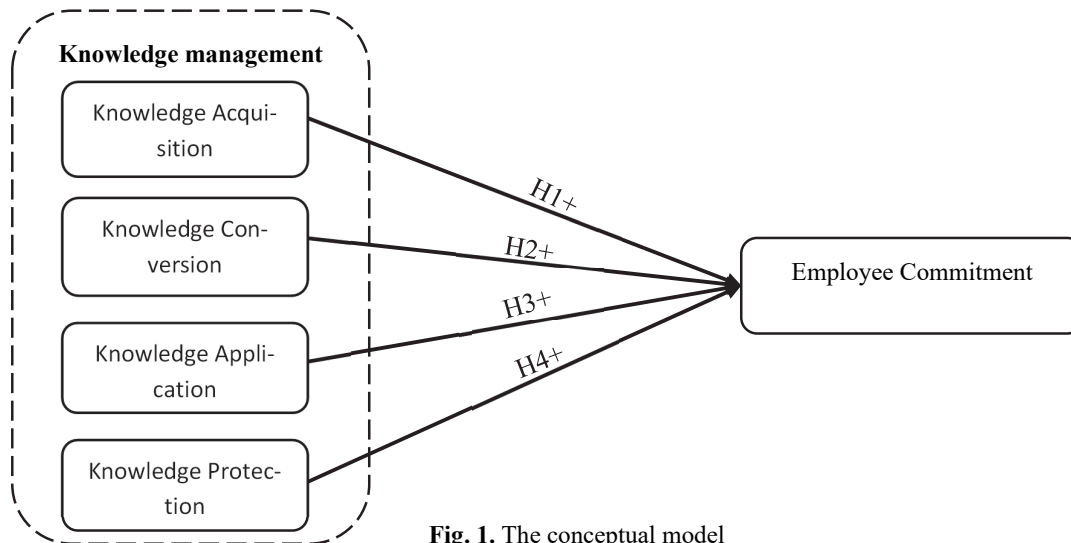 Knowledge management
Knowledge Acqui-
sition
Knowledge Con-
version
Knowledge Appli-
cation
Knowledge Protec-
tion
H1+
H2+
H3+
H4+
Employee Commitment
Fig. 1. The conceptual model